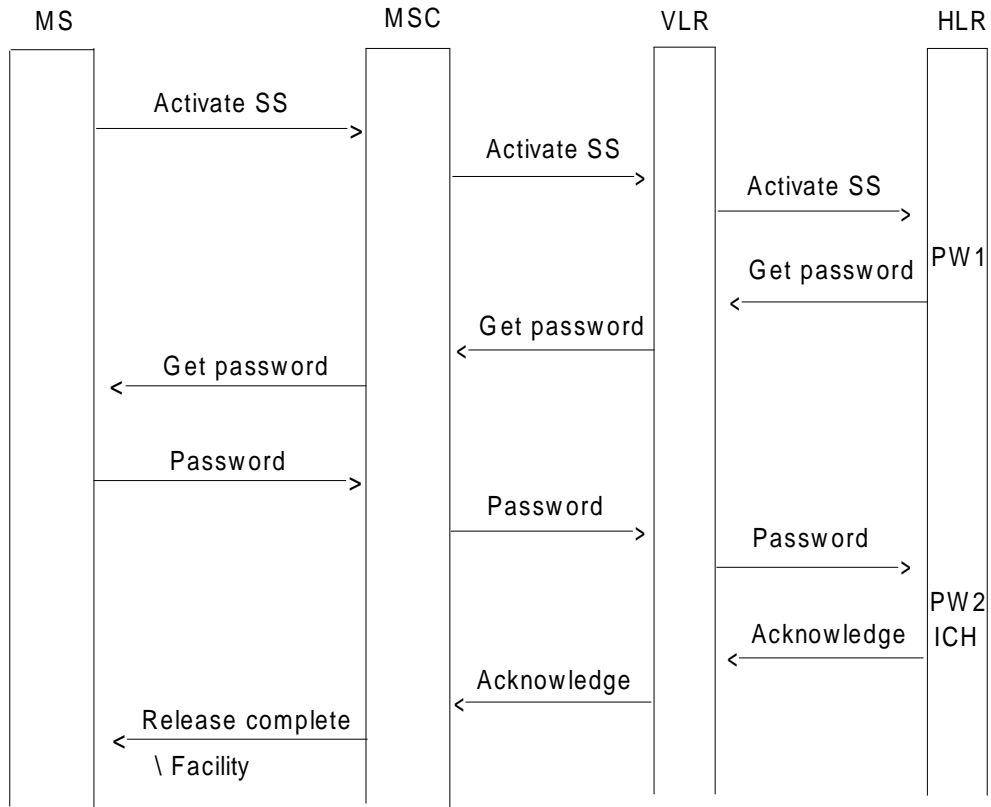 MS
MSC
VLR
HLR
Activate SS
>
Activate SS
>
Activate SS
>
PW1
Get password
<
Get password
<
Get password
<
Password
>
Password
>
Password
>
PW2
Acknowledge
ICH
<
Acknowledge
<
Release complete
<
\ Facility